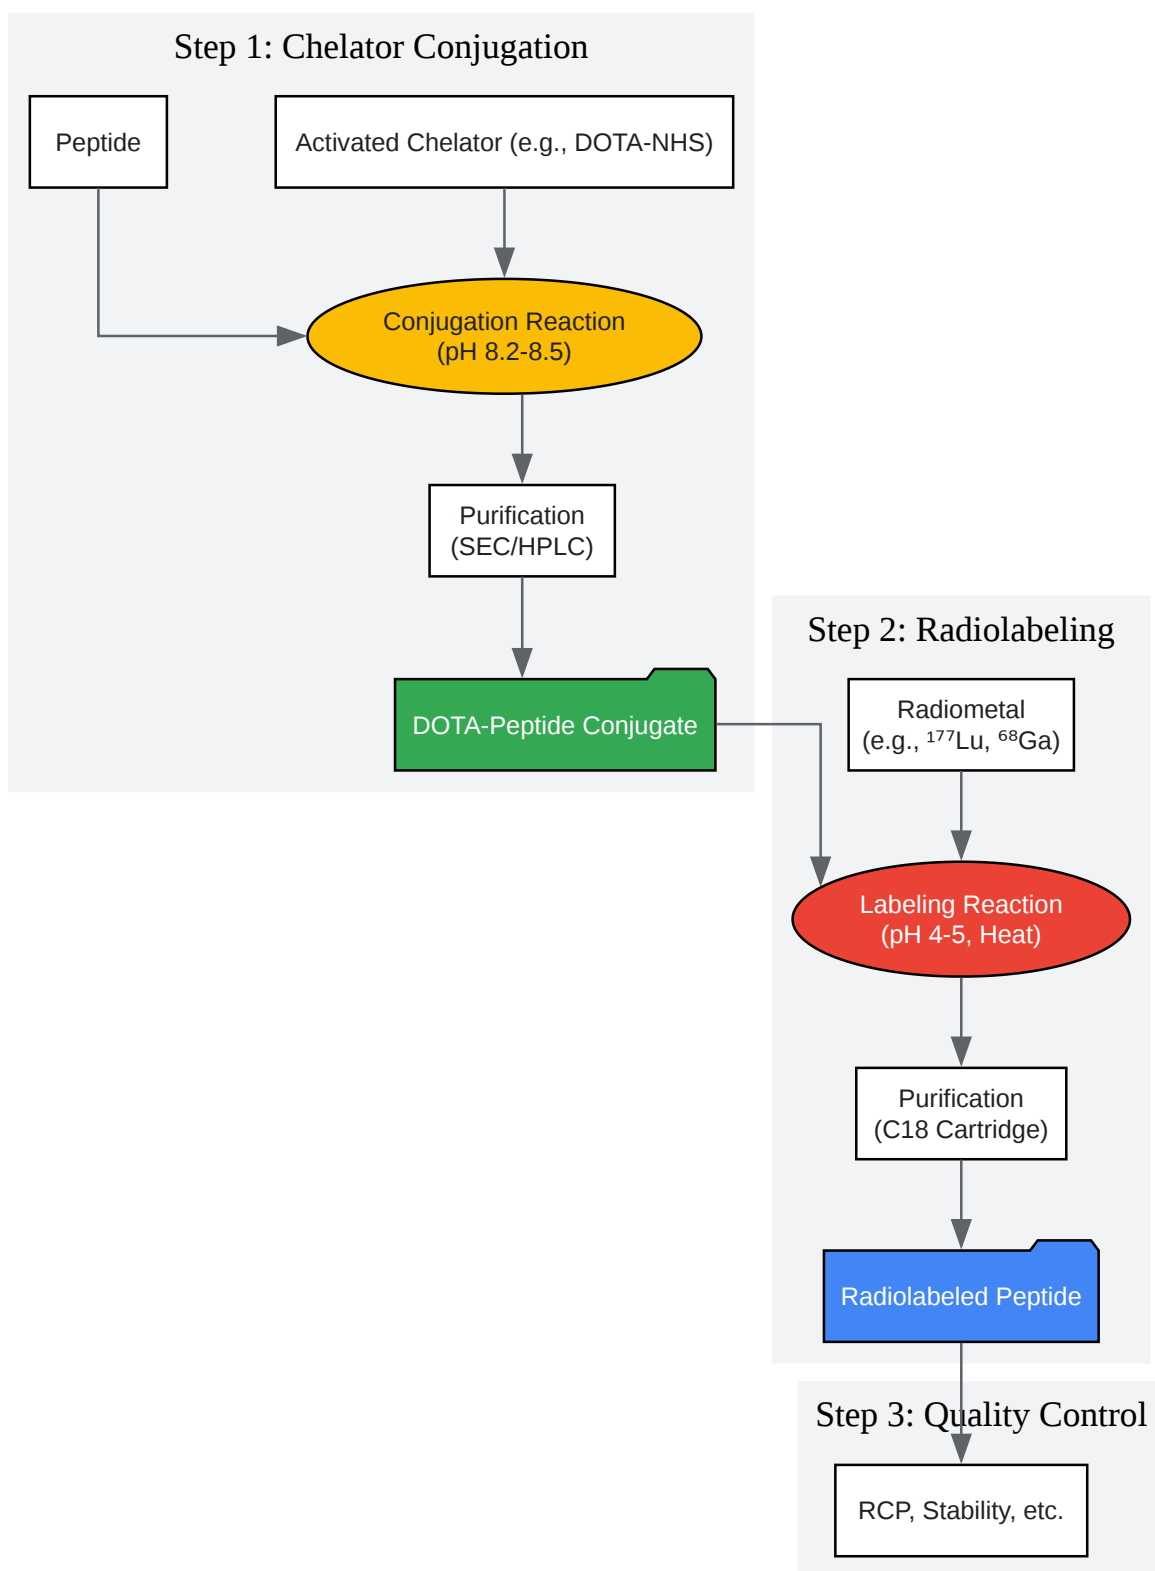 Step 1: Chelator Conjugation
Peptide
Activated Chelator (e.g., DOTA-NHS)
Conjugation Reaction
(pH 8.2-8.5)
Purification
(SEC/HPLC)
DOTA-Peptide Conjugate
Step 2: Radiolabeling
Radiometal
(e.g., ¹⁷⁷Lu, ⁶⁸Ga)
Labeling Reaction
(pH 4-5, Heat)
Purification
(C18 Cartridge)
Radiolabeled Peptide
Step 3: Quality Control
RCP, Stability, etc.